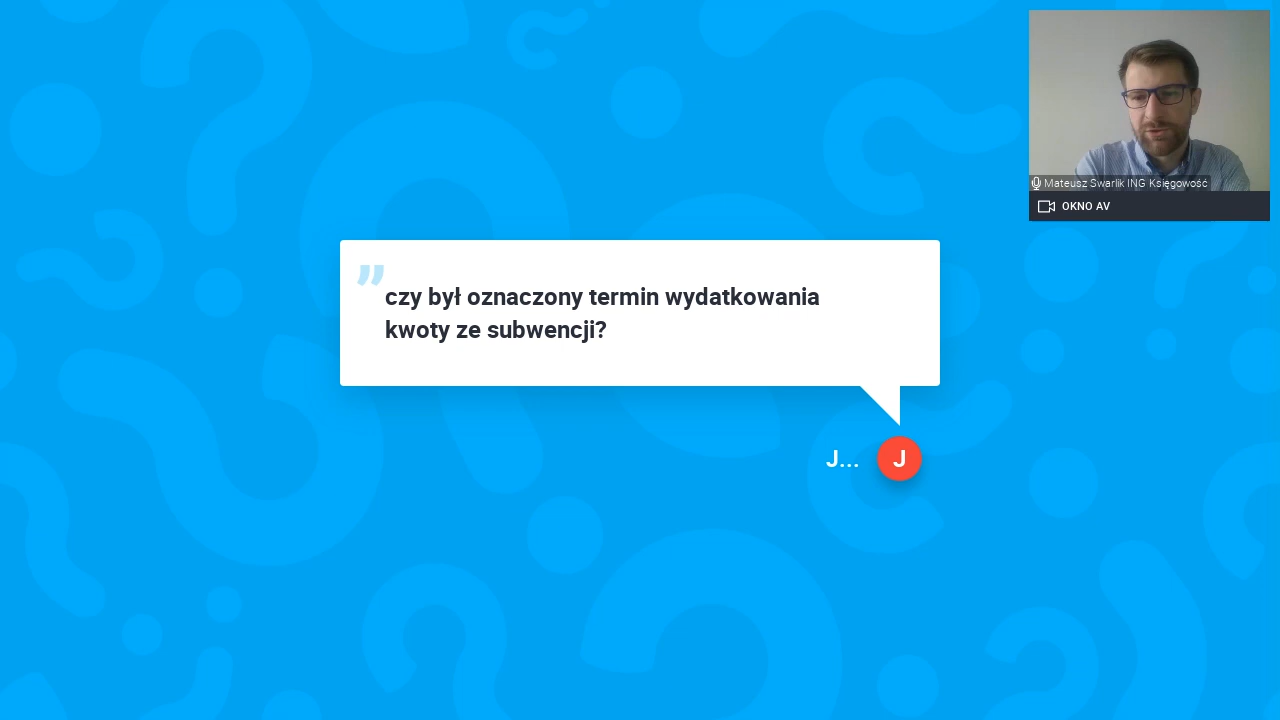 Mateusz Swarlik ING Księgowość
OKNO AV
" czy był oznaczony termin wydatkowania
kwoty ze subwencji?
J... J